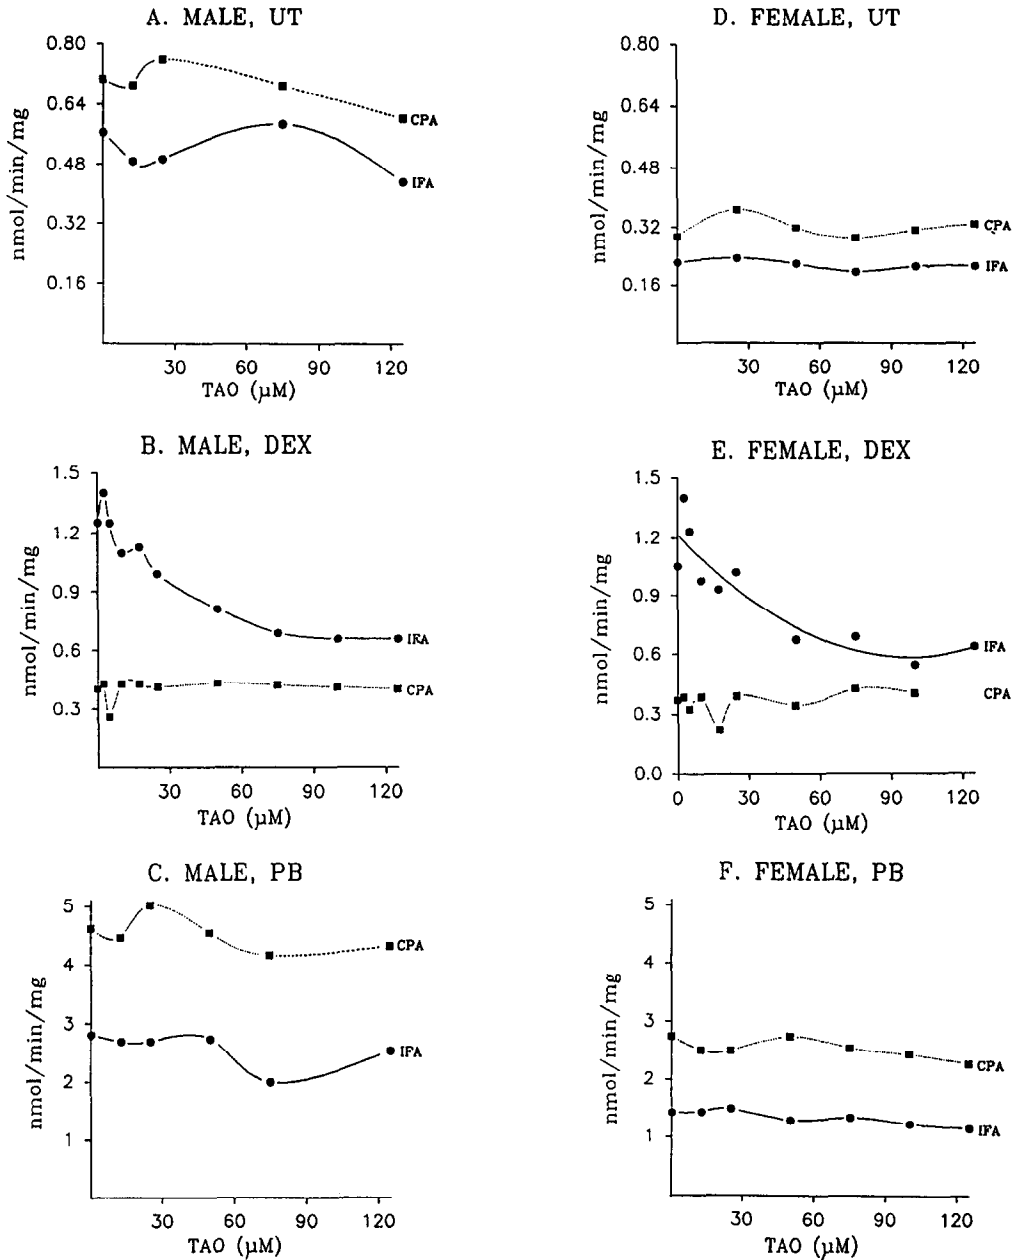 A. MALE, UT
nmol/min/mg
0.80
0.64
0.48
0.32
0.16
CPA
IFA
30 60 90 120
TAO (µM)
B. MALE, DEX
nmol/min/mg
1.5
1.2
0.9
0.6
0.3
IFA
CPA
30 60 90 120
TAO (µM)
C. MALE, PB
nmol/min/mg
5
4
3
2
1
CPA
IFA
30 60 90 120
TAO (µM)
D. FEMALE, UT
nmol/min/mg
0.80
0.64
0.48
0.32
0.16
CPA
IFA
30 60 90 120
TAO (µM)
E. FEMALE, DEX
nmol/min/mg
1.5
1.2
0.9
0.6
0.3
0.0
IFA
CPA
0 30 60 90 120
TAO (µM)
F. FEMALE, PB
nmol/min/mg
5
4
3
2
1
CPA
IFA
30 60 90 120
TAO (µM)